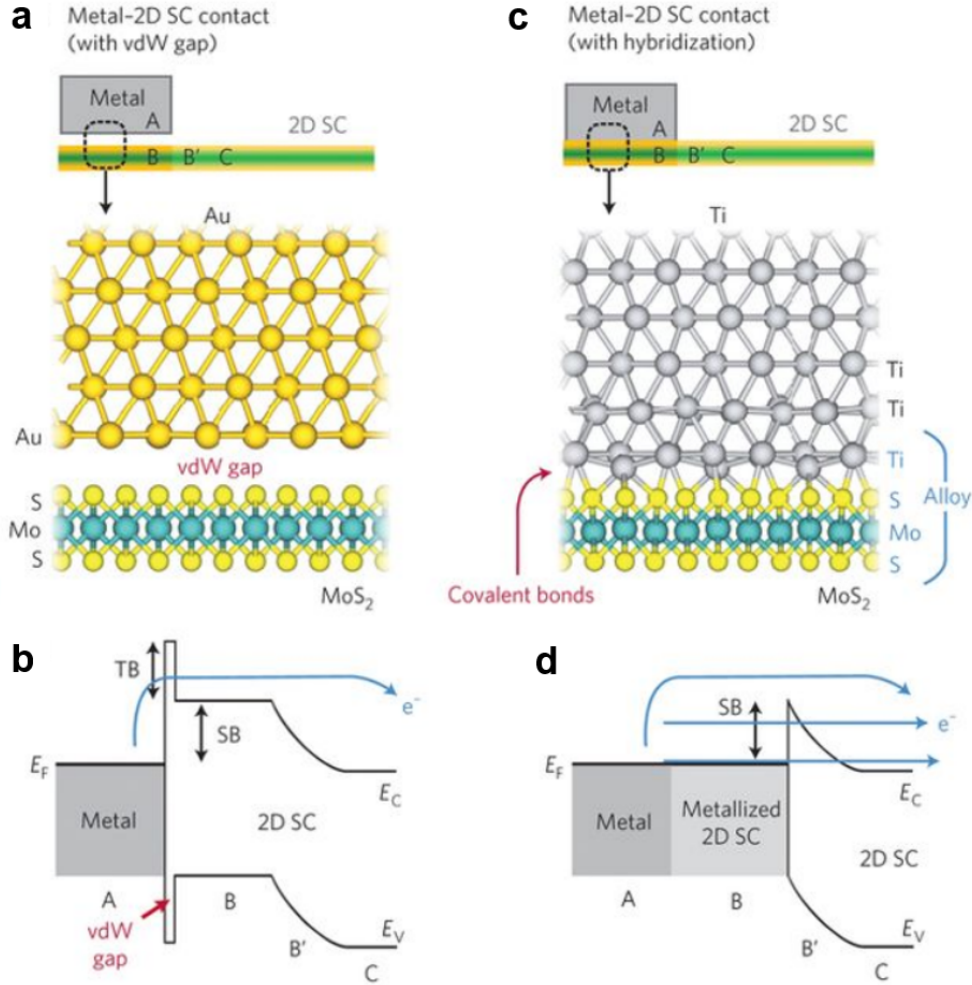 a
Metal–2D SC contact
(with vdW gap)
Metal
A
2D SC
B B′ C
Au
Au
vdW gap
S
Mo
S
MoS2
c
Metal–2D SC contact
(with hybridization)
Metal
A
2D SC
B B′ C
Ti
Ti
Ti
Ti
S
Alloy
Mo
S
Covalent bonds
MoS2
b
TB
e–
SB
EF
EC
Metal
2D SC
A
B
vdW
gap
EV
B′
C
d
SB
e–
EF
EC
Metal
Metallized
2D SC
2D SC
A
B
EV
B′
C